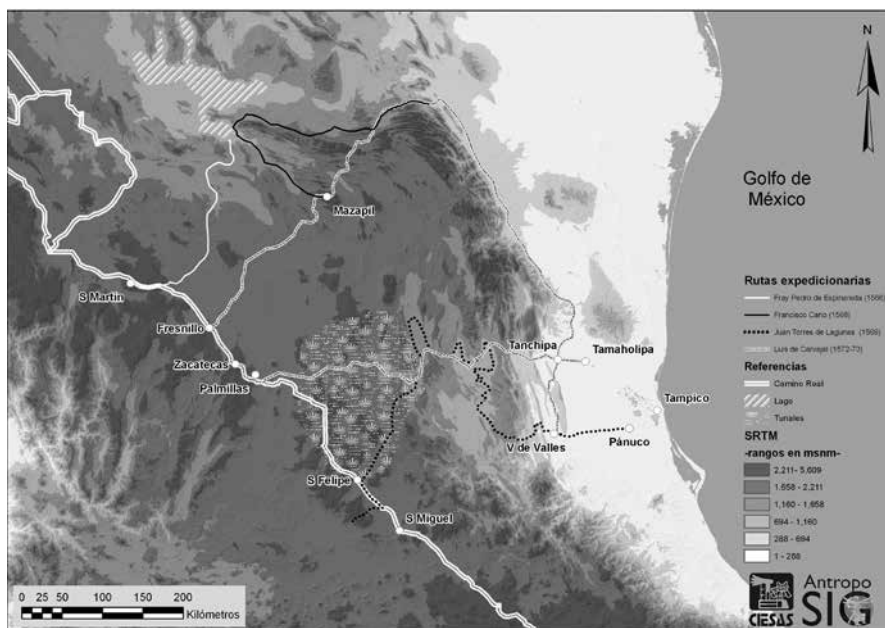 N
Golfo de
México
Mazapil
S Martín
Fresnillo
Zacatecas
Palmillas
Tanchipa
Tamaholipa
Tampico
V de Valles
Pánuco
S Felipe
S Miguel
Rutas expedicionarias
Fray Pedro de Espinareda (1566)
Francisco Cano (1568)
Juan Torres de Lagunas (1568)
Luis de Carvajal (1572-73)
Referencias
Camino Real
Lago
Tunales
SRTM
-rangos en msnm-
2,211- 5,609
1,658 - 2,211
1,160 - 1,658
694 - 1,160
288 - 694
1 - 288
0 25 50 100 150 200
Kilómetros
CIESAS
Antropo
SIG